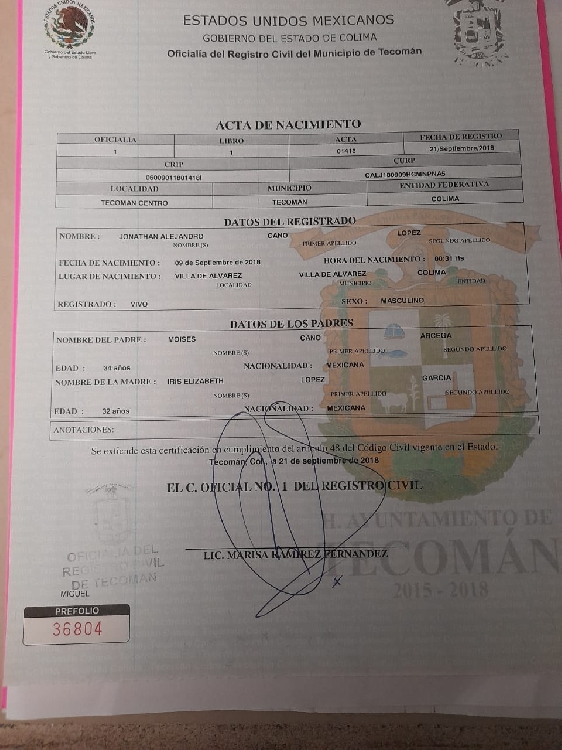 ESTADOS UNIDOS MEXICANOS
GOBIERNO DEL ESTADO DE COLIMA
Oficialía del Registro Civil del Municipio de Tecomán
ACTA DE NACIMIENTO
OFICIALIA LIBRO ACTA FECHA DE REGISTRO
1 1 01416 21/Septiembre/2018
CRIP CURP
LOCALIDAD MUNICIPIO ENTIDAD FEDERATIVA
TECOMAN CENTRO TECOMAN COLIMA
DATOS DEL REGISTRADO
NOMBRE : JONATHAN ALEJANDRO CANO LOPEZ
NOMBRE(S) PRIMER APELLIDO SEGUNDO APELLIDO
FECHA DE NACIMIENTO : 09 de Septiembre de 2018 HORA DEL NACIMIENTO : 00:31 Hs
LUGAR DE NACIMIENTO : VILLA DE ALVAREZ VILLA DE ALVAREZ COLIMA
LOCALIDAD MUNICIPIO ENTIDAD
REGISTRADO : VIVO SEXO : MASCULINO
DATOS DE LOS PADRES
NOMBRE DEL PADRE : MOISES CANO ARCEGA
NOMBRE(S) PRIMER APELLIDO SEGUNDO APELLIDO
EDAD : 34 años NACIONALIDAD : MEXICANA
NOMBRE DE LA MADRE : IRIS ELIZABETH LOPEZ GARCIA
NOMBRE(S) PRIMER APELLIDO SEGUNDO APELLIDO
EDAD : 32 años NACIONALIDAD : MEXICANA
ANOTACIONES:
Se extiende esta certificación en cumplimiento del artículo 48 del Código Civil vigente en el Estado.
Tecoman, Col., a 21 de septiembre de 2018
EL C. OFICIAL NO. 1 DEL REGISTRO CIVIL
H. AYUNTAMIENTO DE
TECOMÁN
2015 - 2018
LIC. MARISA RAMIREZ FERNANDEZ
OFICIALIA DEL
REGISTRO CIVIL
DE TECOMAN
MIGUEL
x
PREFOLIO
36804